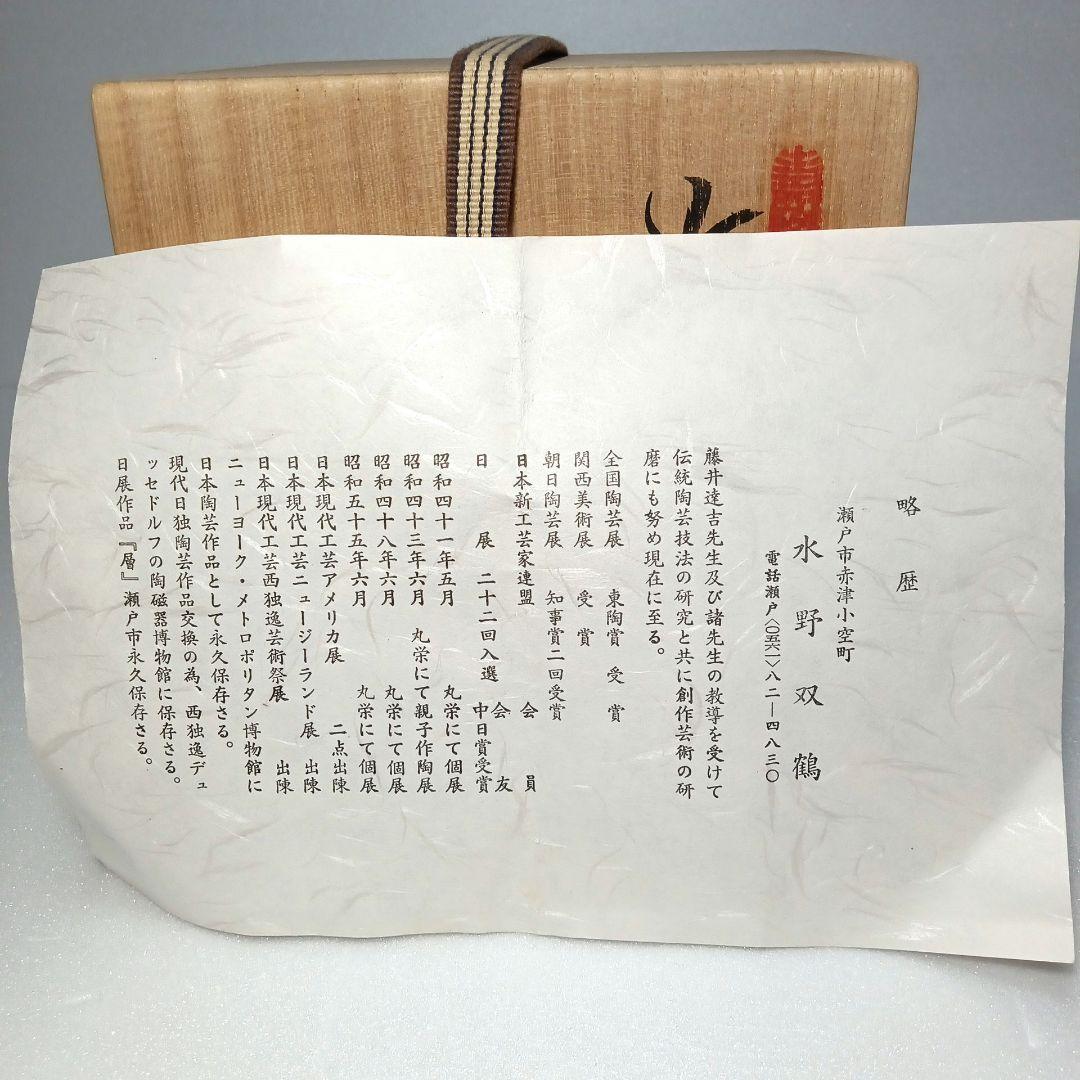 略歴
瀬戸市赤津小空町
水野双鶴
電話瀬戸〈〇五六一〉八二―四八三〇
藤井達吉先生及び諸先生の教導を受けて
伝統陶芸技法の研究と共に創作芸術の研
磨にも努め現在に至る。
全国陶芸展 東陶賞 受賞
関西美術展 受賞
朝日陶芸展 知事賞二回受賞
日本新工芸家連盟 会員
会友
日展 二十二回入選 中日賞受賞
昭和四十一年五月 丸栄にて個展
昭和四十三年六月 丸栄にて親子作陶展
昭和四十八年六月 丸栄にて個展
昭和五十五年六月 丸栄にて個展
日本現代工芸アメリカ展 二点出陳
日本現代工芸ニュージーランド展 出陳
日本現代工芸西独逸芸術祭展 出陳
ニューヨーク・メトロポリタン博物館に
日本陶芸作品として永久保存さる。
現代日独陶芸作品交換の為、西独逸デュ
ッセドルフの陶磁器博物館に保存さる。
日展作品『層』瀬戸市永久保存さる。